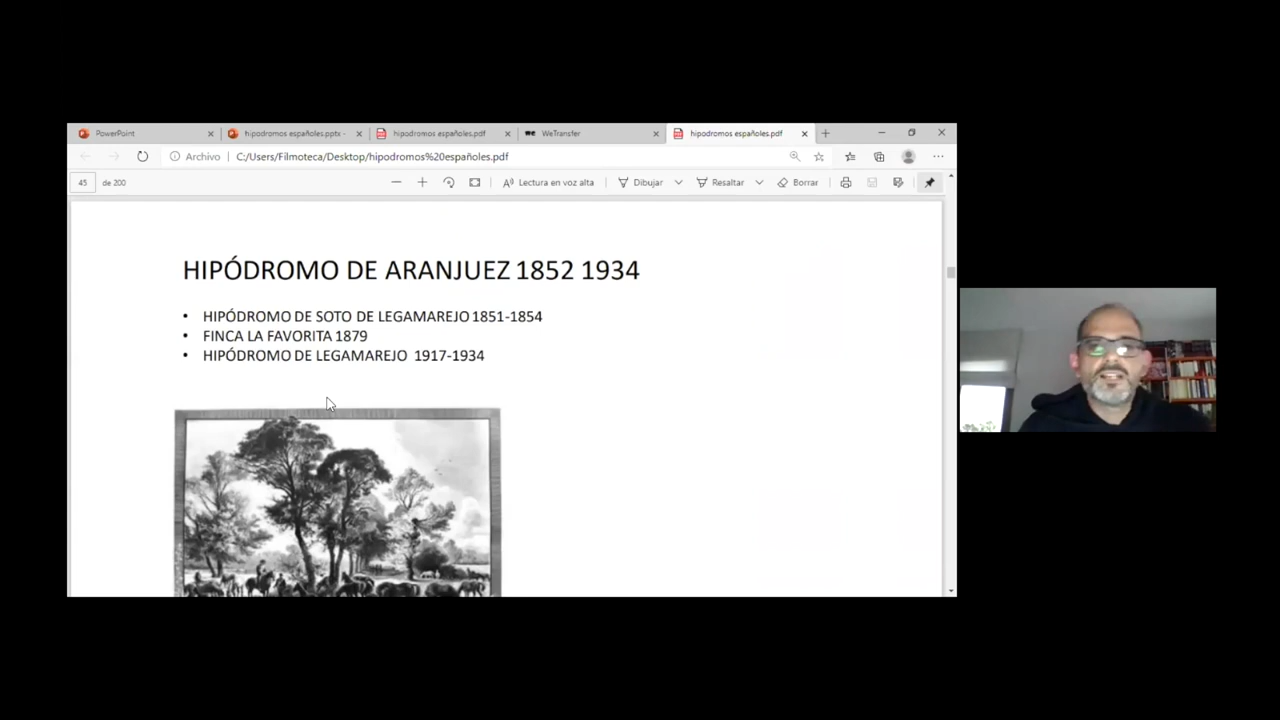 PowerPoint
hipodromos españoles.pptx -
hipodromos españoles.pdf
WeTransfer
hipodromos españoles.pdf
Archivo
C:/Users/Filmoteca/Desktop/hipodromos%20españoles.pdf
45 de 200
Lectura en voz alta
Dibujar
Resaltar
Borrar
HIPÓDROMO DE ARANJUEZ 1852 1934
• HIPÓDROMO DE SOTO DE LEGAMAREJO 1851-1854
• FINCA LA FAVORITA 1879
• HIPÓDROMO DE LEGAMAREJO 1917-1934